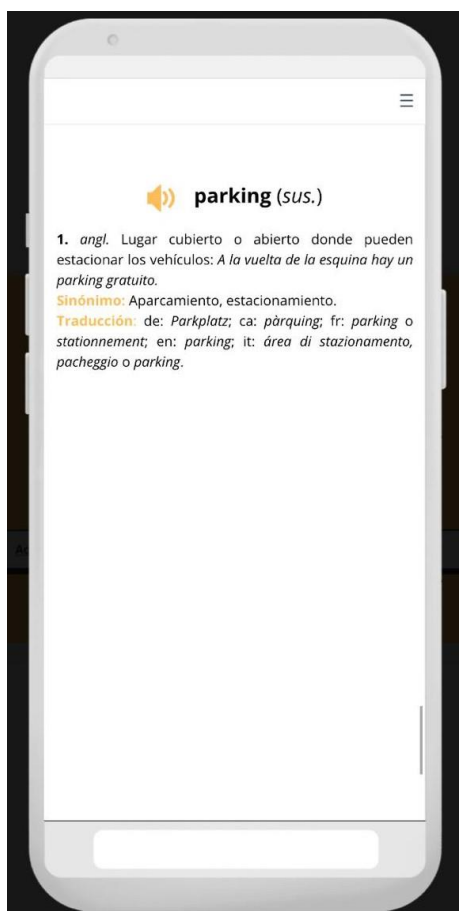 parking (sus.)
1. angl. Lugar cubierto o abierto donde pueden
estacionar los vehículos: A la vuelta de la esquina hay un
parking gratuito.
Sinónimo: Aparcamiento, estacionamiento.
Traducción: de: Parkplatz; ca: pàrquing; fr: parking o
stationnement; en: parking; it: área di stazionamento,
pacheggio o parking.